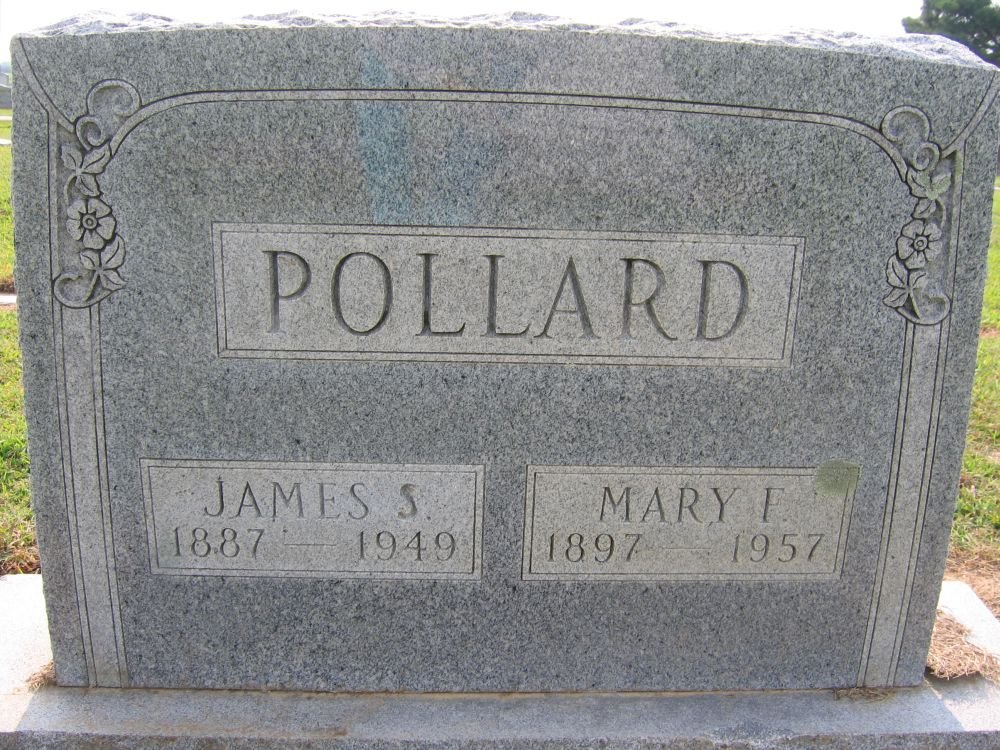 POLLARD
JAMES S.
1887 — 1949
MARY F.
1897 — 1957